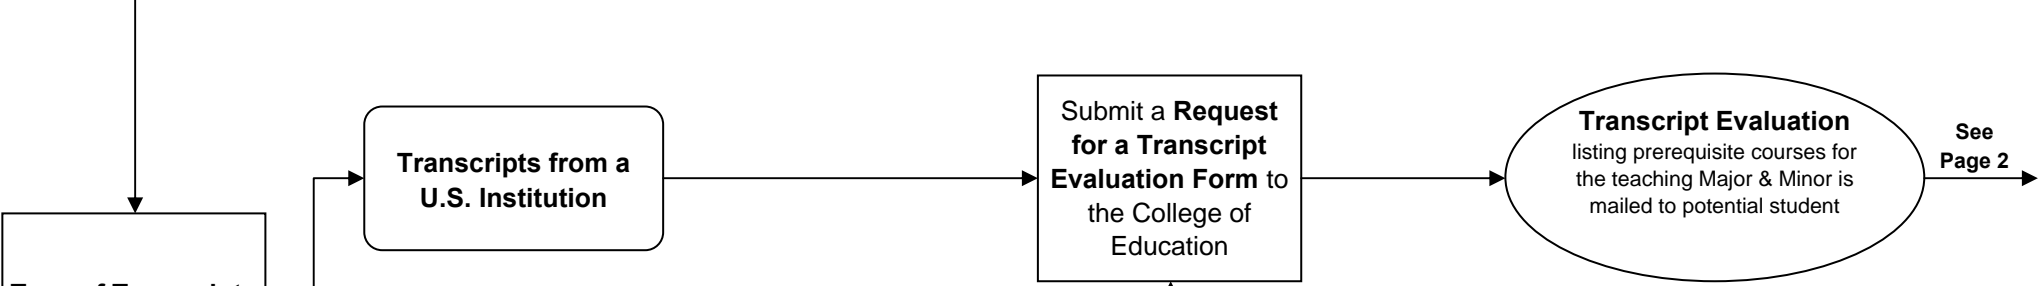 Transcripts from a
U.S. Institution
Submit a Request
for a Transcript
Evaluation Form to
the College of
Education
Transcript Evaluation
listing prerequisite courses for
the teaching Major & Minor is
mailed to potential student
See
Page 2